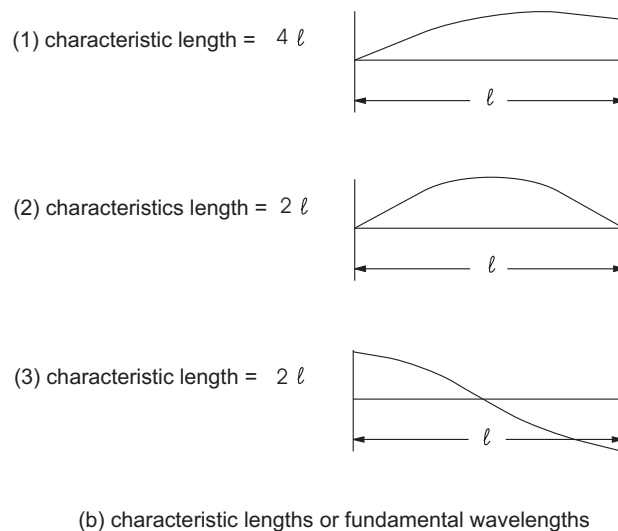 (1) characteristic length = 4 ℓ
ℓ
(2) characteristics length = 2 ℓ
ℓ
(3) characteristic length = 2 ℓ
ℓ
(b) characteristic lengths or fundamental wavelengths